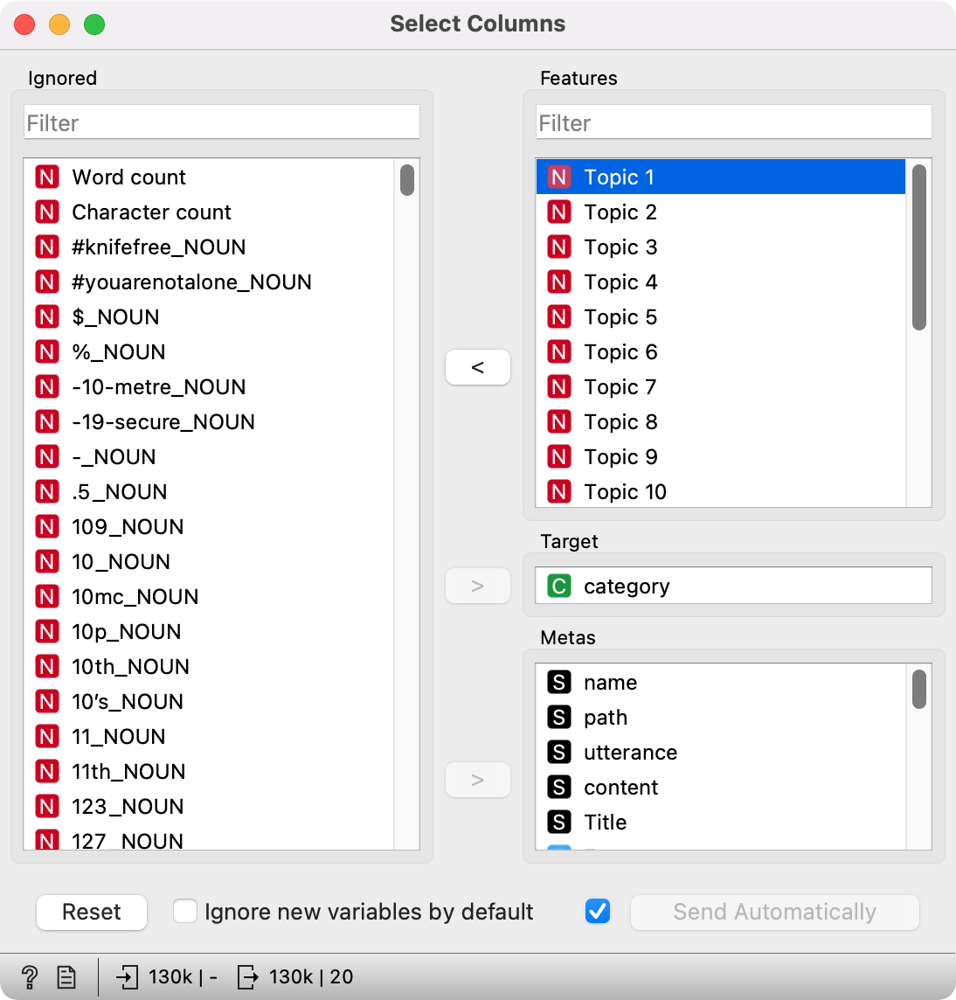 Select Columns
Ignored
Filter
N Word count
N Character count
N #knifefree_NOUN
N #youarenotalone_NOUN
N $_NOUN
N %_NOUN
N -10-metre_NOUN
N -19-secure_NOUN
N -_NOUN
N .5_NOUN
N 109_NOUN
N 10_NOUN
N 10mc_NOUN
N 10p_NOUN
N 10th_NOUN
N 10’s_NOUN
N 11_NOUN
N 11th_NOUN
N 123_NOUN
N 127_NOUN
<
>
>
Features
Filter
N Topic 1
N Topic 2
N Topic 3
N Topic 4
N Topic 5
N Topic 6
N Topic 7
N Topic 8
N Topic 9
N Topic 10
Target
C category
Metas
S name
S path
S utterance
S content
S Title
Reset Ignore new variables by default Send Automatically
? 130k | - 130k | 20